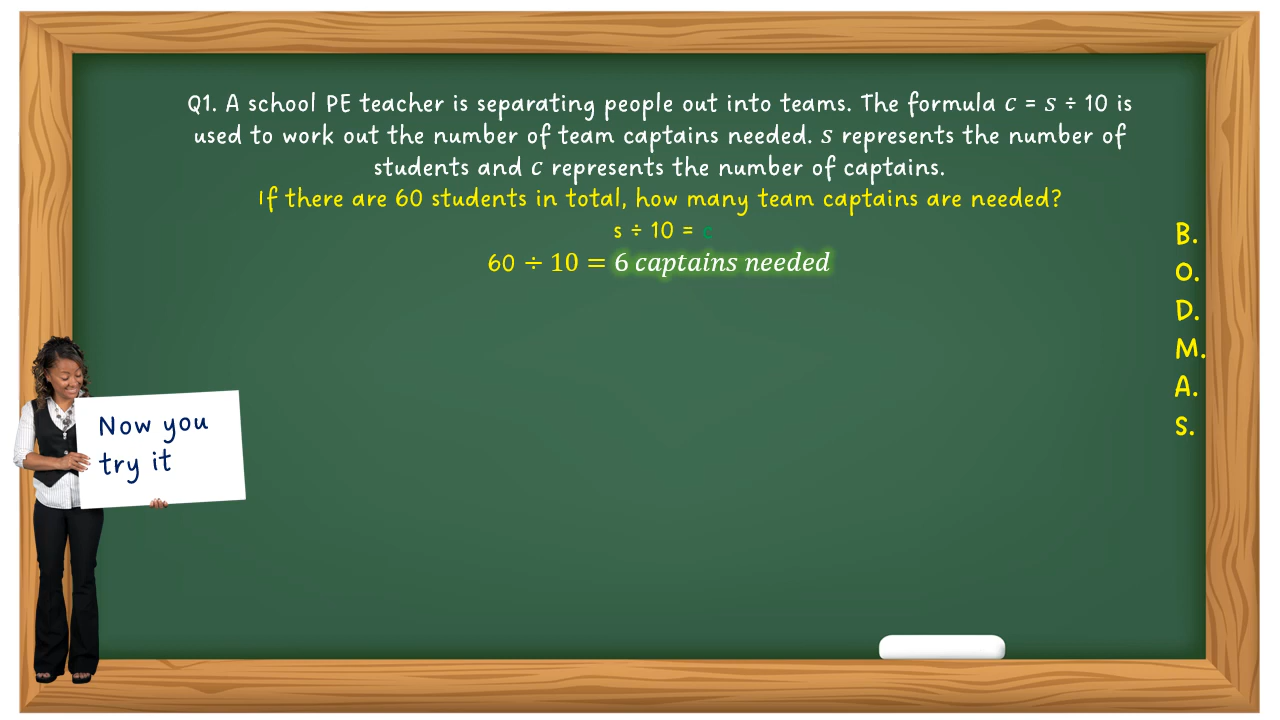 Q1. A school PE teacher is separating people out into teams. The formula c = s ÷ 10 is
used to work out the number of team captains needed. s represents the number of
students and c represents the number of captains.
If there are 60 students in total, how many team captains are needed?
s ÷ 10 = c
60 ÷ 10 = 6 captains needed
B.
O.
D.
M.
A.
S.
Now you
try it